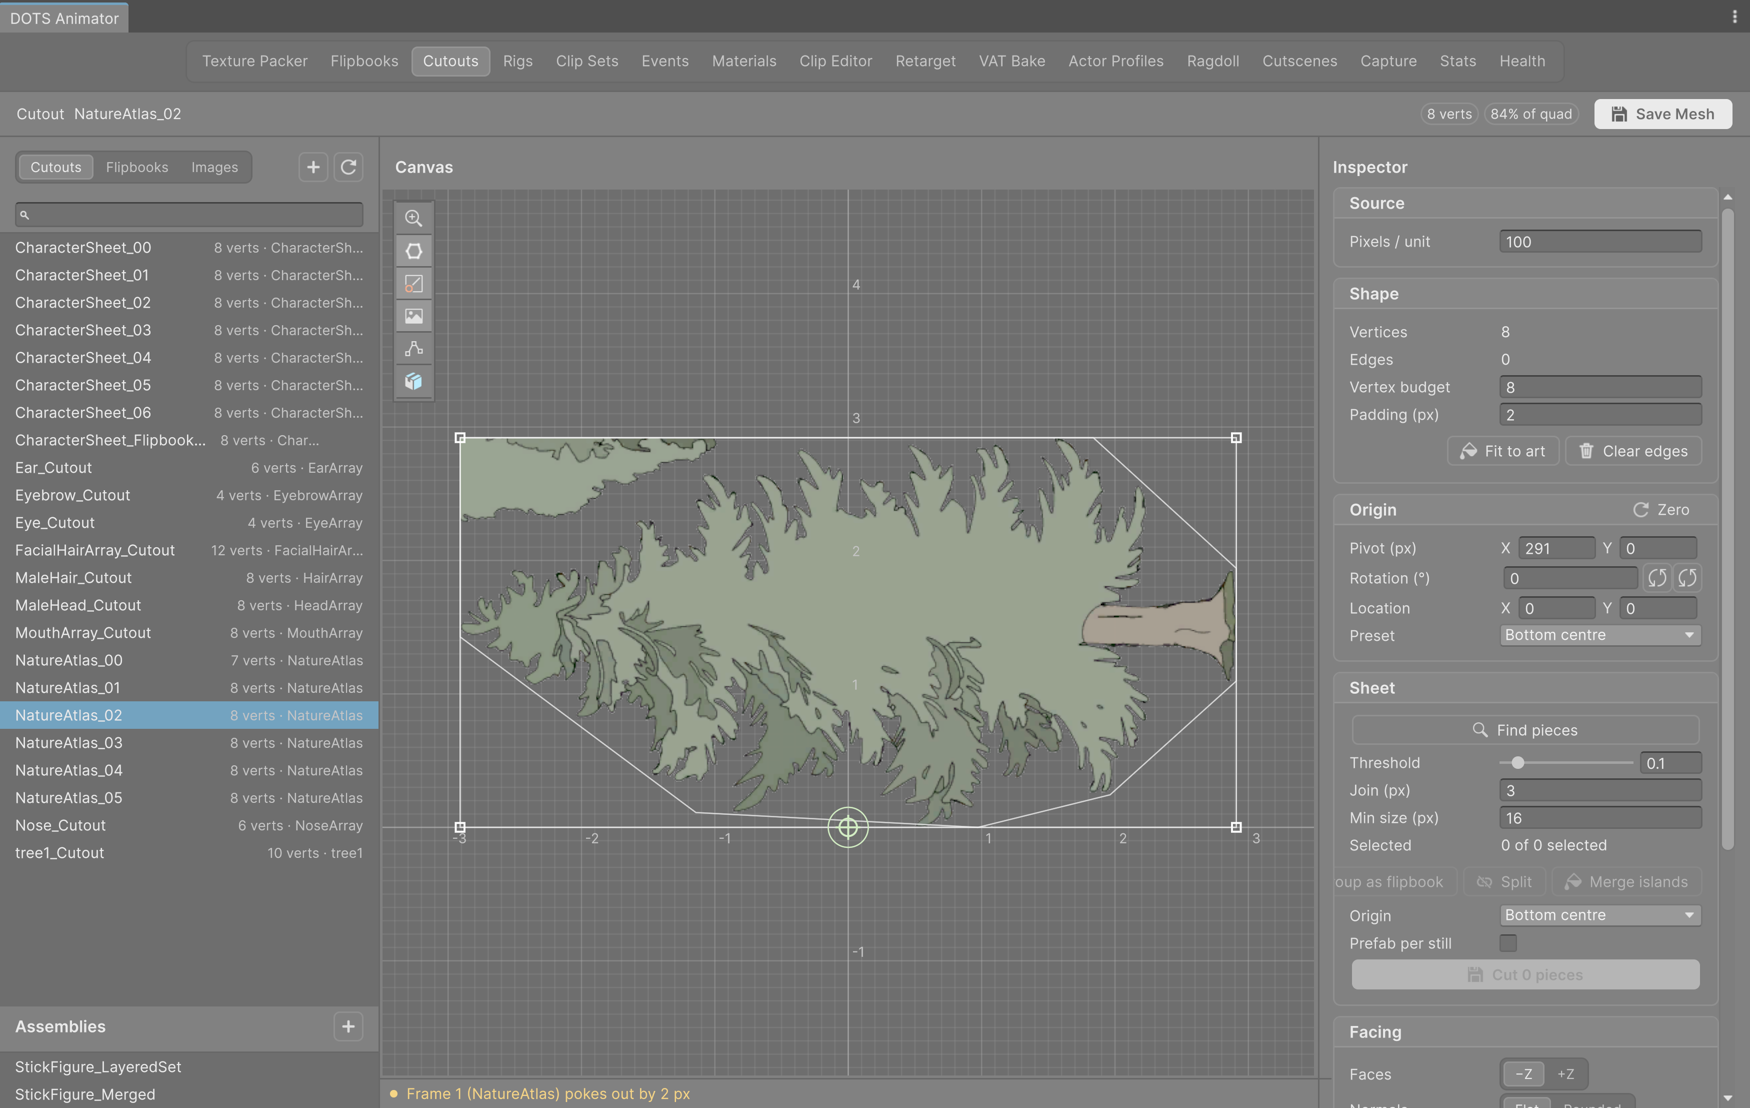 DOTS Animator
Texture Packer Flipbooks Cutouts Rigs Clip Sets Events Materials Clip Editor Retarget VAT Bake Actor Profiles Ragdoll Cutscenes Capture Stats Health
Cutout NatureAtlas_02
8 verts 84% of quad Save Mesh
Cutouts Flipbooks Images
CharacterSheet_00 8 verts · CharacterSh...
CharacterSheet_01 8 verts · CharacterSh...
CharacterSheet_02 8 verts · CharacterSh...
CharacterSheet_03 8 verts · CharacterSh...
CharacterSheet_04 8 verts · CharacterSh...
CharacterSheet_05 8 verts · CharacterSh...
CharacterSheet_06 8 verts · CharacterSh...
CharacterSheet_Flipbook... 8 verts · Char...
Ear_Cutout 6 verts · EarArray
Eyebrow_Cutout 4 verts · EyebrowArray
Eye_Cutout 4 verts · EyeArray
FacialHairArray_Cutout 12 verts · FacialHairAr...
MaleHair_Cutout 8 verts · HairArray
MaleHead_Cutout 8 verts · HeadArray
MouthArray_Cutout 8 verts · MouthArray
NatureAtlas_00 7 verts · NatureAtlas
NatureAtlas_01 8 verts · NatureAtlas
NatureAtlas_02 8 verts · NatureAtlas
NatureAtlas_03 8 verts · NatureAtlas
NatureAtlas_04 8 verts · NatureAtlas
NatureAtlas_05 8 verts · NatureAtlas
Nose_Cutout 6 verts · NoseArray
tree1_Cutout 10 verts · tree1
Assemblies
StickFigure_LayeredSet
StickFigure_Merged
Canvas
4
3
2
1
-3 -2 -1 1 2 3
-1
Frame 1 (NatureAtlas) pokes out by 2 px
Inspector
Source
Pixels / unit 100
Shape
Vertices 8
Edges 0
Vertex budget 8
Padding (px) 2
Fit to art Clear edges
Origin Zero
Pivot (px) X 291 Y 0
Rotation (°) 0
Location X 0 Y 0
Preset Bottom centre
Sheet
Find pieces
Threshold 0.1
Join (px) 3
Min size (px) 16
Selected 0 of 0 selected
oup as flipbook Split Merge islands
Origin Bottom centre
Prefab per still
Cut 0 pieces
Facing
Faces −Z +Z
Normals Flat Rounded